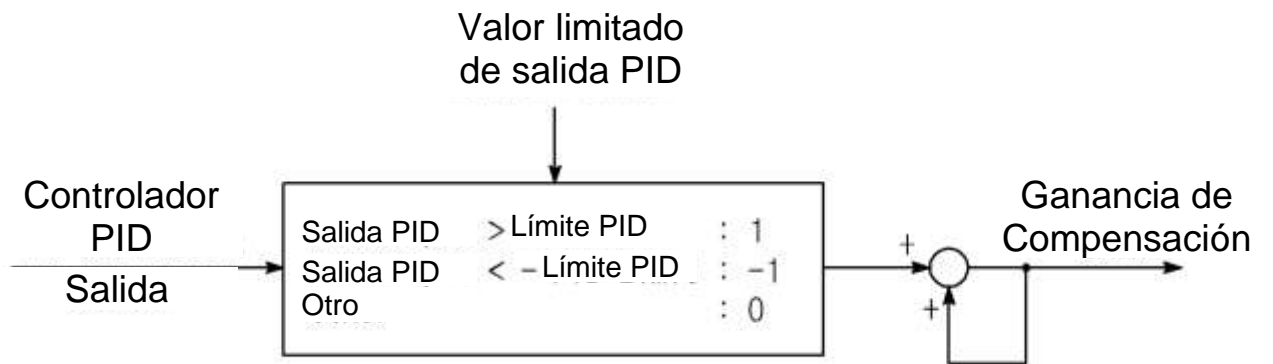 Valor limitado
de salida PID
Controlador
PID
Salida
Salida PID > Límite PID : 1
Salida PID < - Límite PID : -1
Otro : 0
+
+
Ganancia de
Compensación